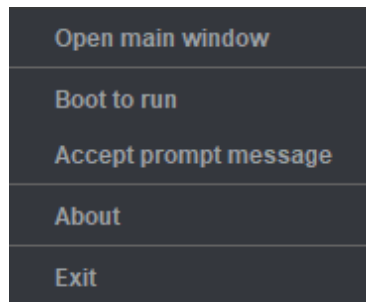 Open main window
Boot to run
Accept prompt message
About
Exit